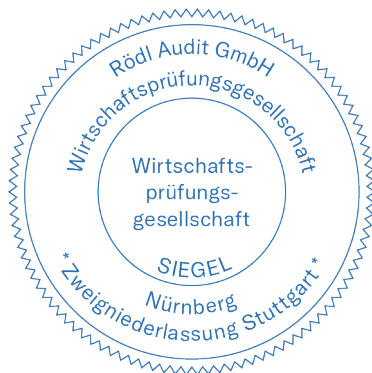 Rödl Audit GmbH
Wirtschaftsprüfungsgesellschaft
Wirtschafts-
prüfungs-
gesellschaft
SIEGEL
Nürnberg
* Zweigniederlassung Stuttgart *